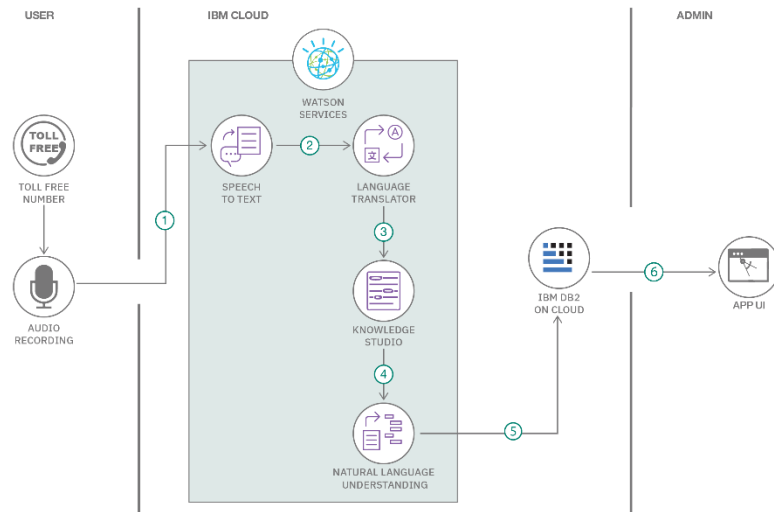 USER
IBM CLOUD
ADMIN
WATSON
SERVICES
TOLL
FREE
TOLL FREE
NUMBER
AUDIO
RECORDING
1
SPEECH
TO TEXT
2
A
文
LANGUAGE
TRANSLATOR
3
KNOWLEDGE
STUDIO
4
NATURAL LANGUAGE
UNDERSTANDING
5
IBM DB2
ON CLOUD
6
APP UI